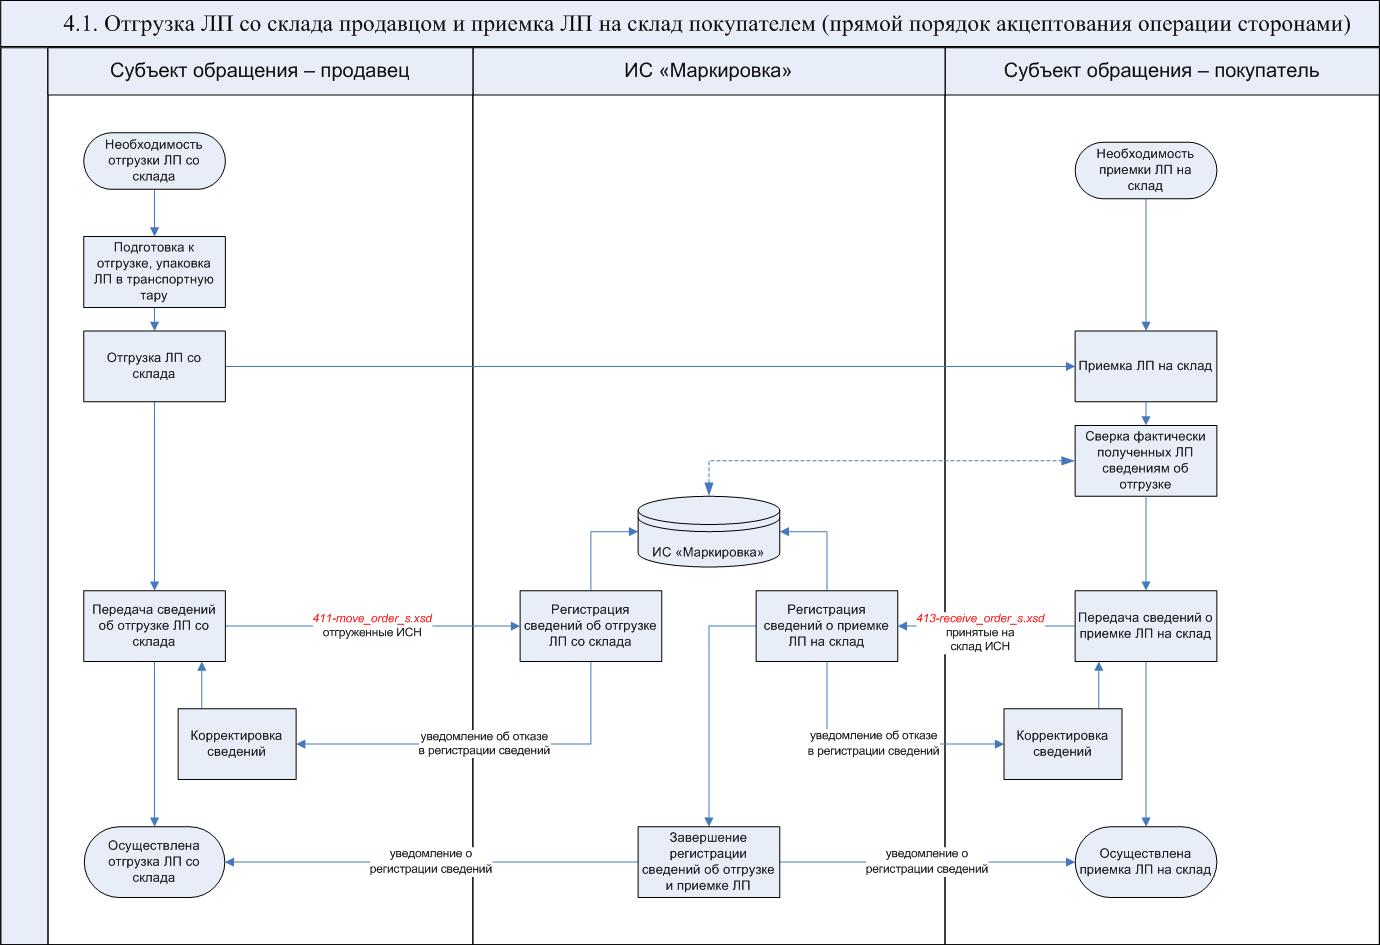 4.1. Отгрузка ЛП со склада продавцом и приемка ЛП на склад покупателем (прямой порядок акцептования операции сторонами)
Субъект обращения – продавец
ИС «Маркировка»
Субъект обращения – покупатель
Необходимость
отгрузки ЛП со
склада
Необходимость
приемки ЛП на
склад
Подготовка к
отгрузке, упаковка
ЛП в транспортную
тару
Отгрузка ЛП со
склада
Приемка ЛП на склад
Сверка фактически
полученных ЛП
сведениям об
отгрузке
ИС «Маркировка»
Передача сведений
об отгрузке ЛП со
склада
411-move_order_s.xsd
отгруженные ИСН
Регистрация
сведений об отгрузке
ЛП со склада
Регистрация
сведений о приемке
ЛП на склад
413-receive_order_s.xsd
принятые на
склад ИСН
Передача сведений о
приемке ЛП на склад
Корректировка
сведений
уведомление об отказе
в регистрации сведений
уведомление об отказе
в регистрации сведений
Корректировка
сведений
Осуществлена
отгрузка ЛП со
склада
уведомление о
регистрации сведений
Завершение
регистрации
сведений об отгрузке
и приемке ЛП
уведомление о
регистрации сведений
Осуществлена
приемка ЛП на склад